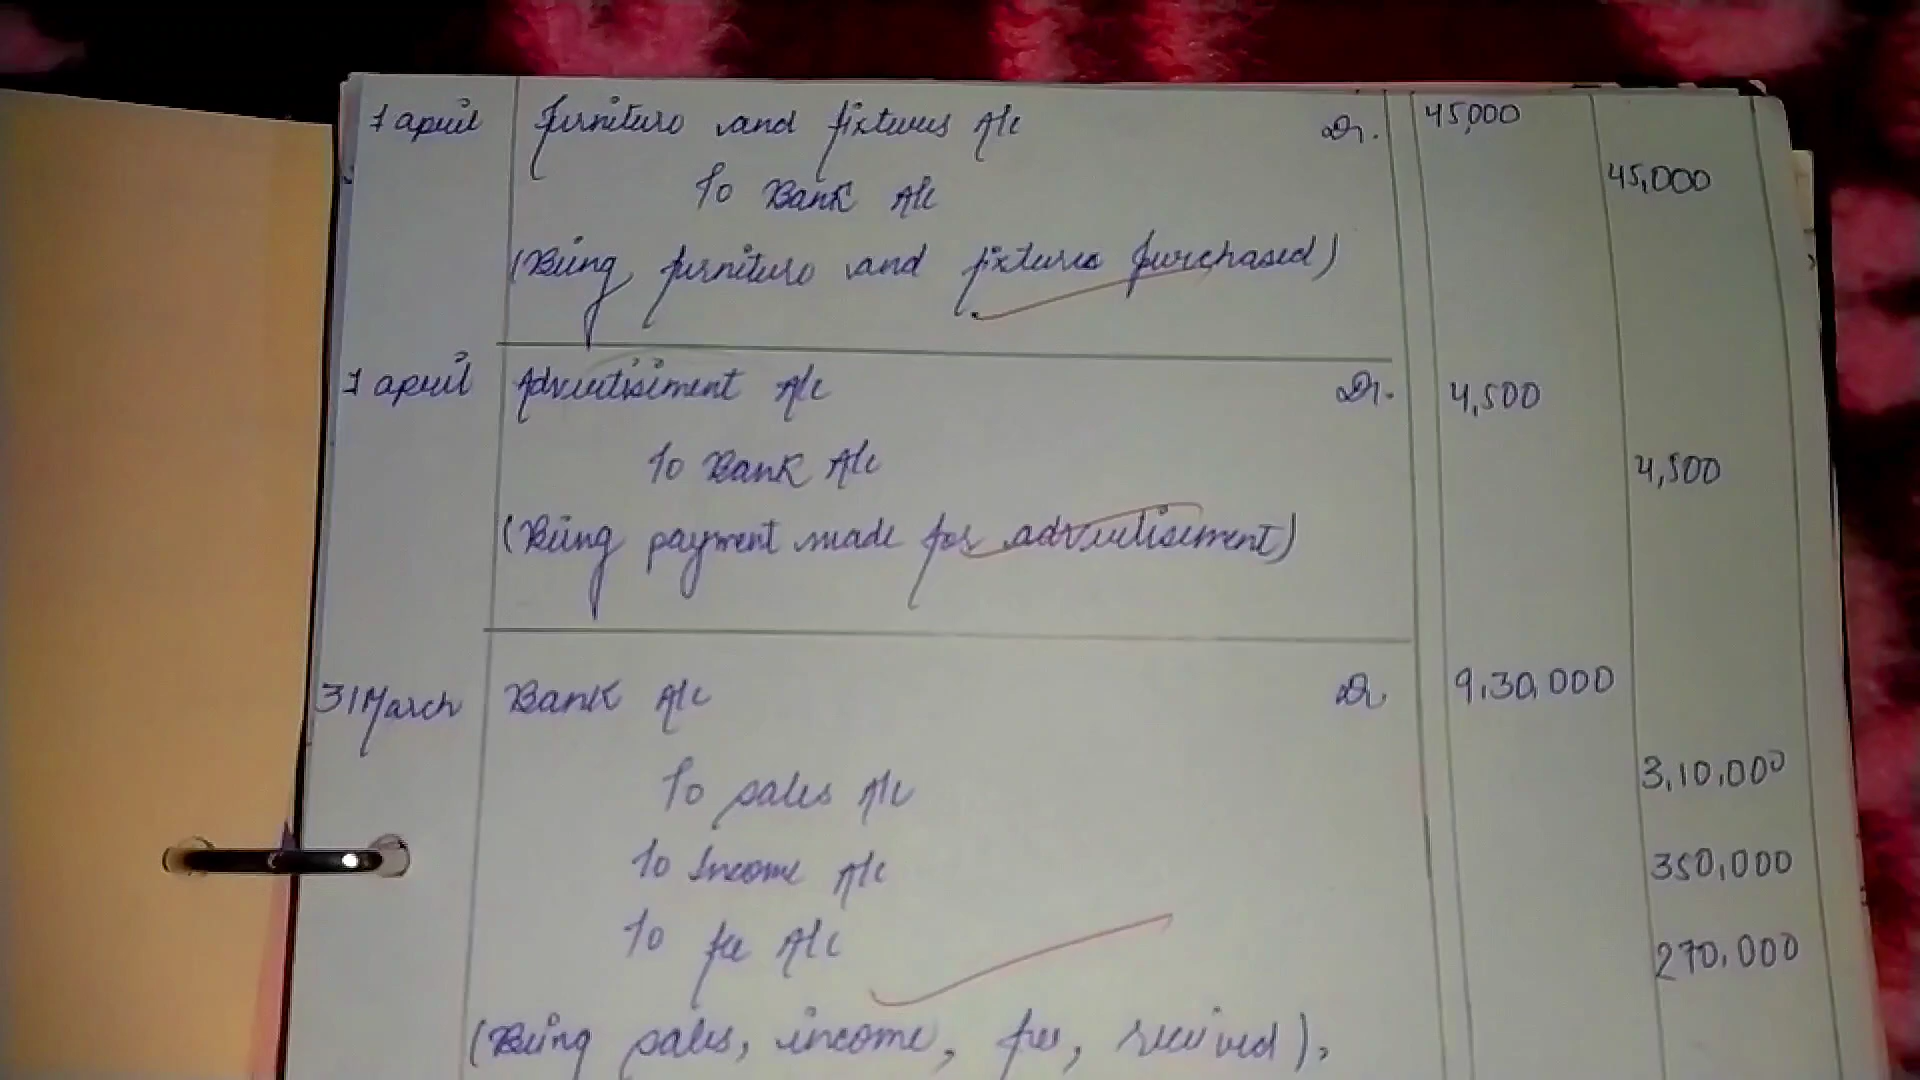 1 april furniture and fixtures A/c Dr. 45,000
To Bank A/c 45,000
(Being furniture and fixtures purchased)
1 april Advertisiment A/c Dr. 4,500
To Bank A/c 4,500
(Being payment made for advertisement)
31 March Bank A/c Dr 9,30,000
To sales A/c 3,10,000
To Income A/c 350,000
To fee A/c 270,000
(Being sales, income, fee, received).